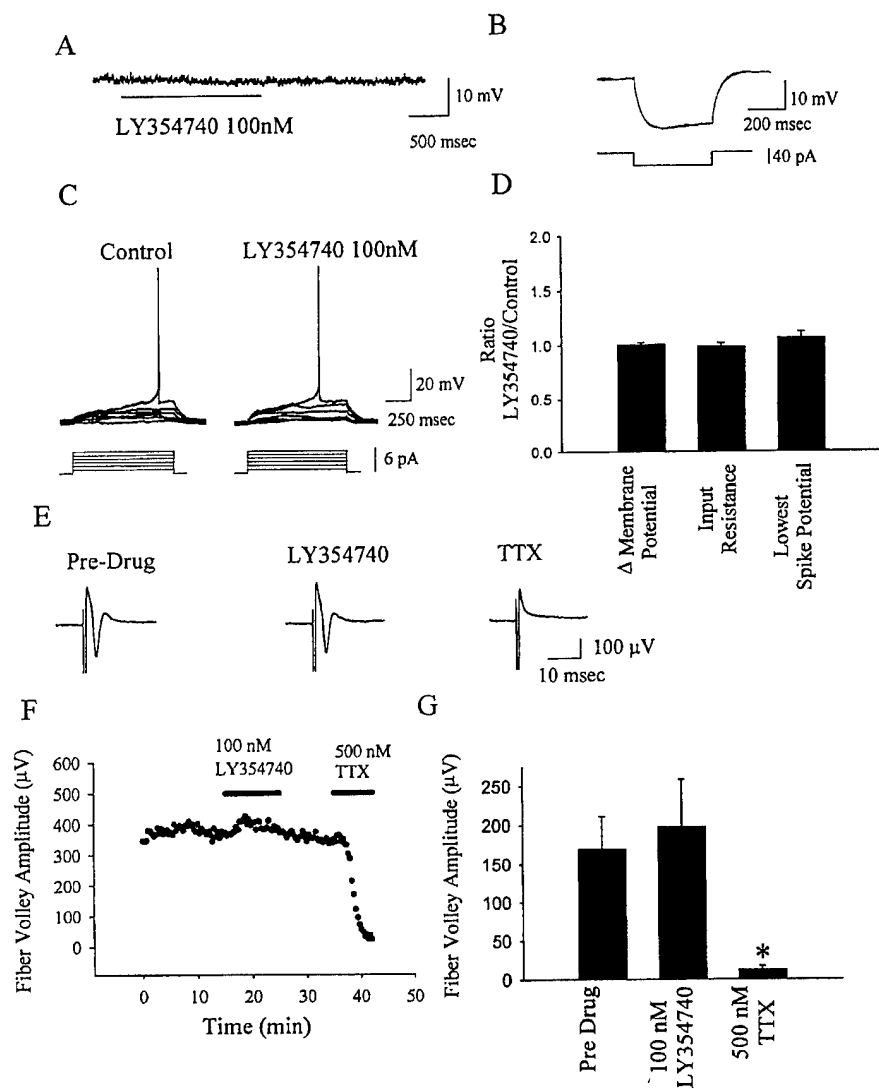 A
10 mV
LY354740 100nM
500 msec
B
10 mV
200 msec
40 pA
C
Control
LY354740 100nM
20 mV
250 msec
6 pA
D
2.0
1.5
1.0
0.5
0.0
Ratio
LY354740/Control
Δ Membrane
Potential
Input
Resistance
Lowest
Spike Potential
E
Pre-Drug
LY354740
TTX
100 μV
10 msec
F
100 nM
LY354740
500 nM
TTX
600
500
400
300
200
100
0
Fiber Volley Amplitude (μV)
0
10
20
30
40
50
Time (min)
G
250
200
150
100
50
0
Fiber Volley Amplitude (μV)
*
Pre Drug
100 nM
LY354740
500 nM
TTX